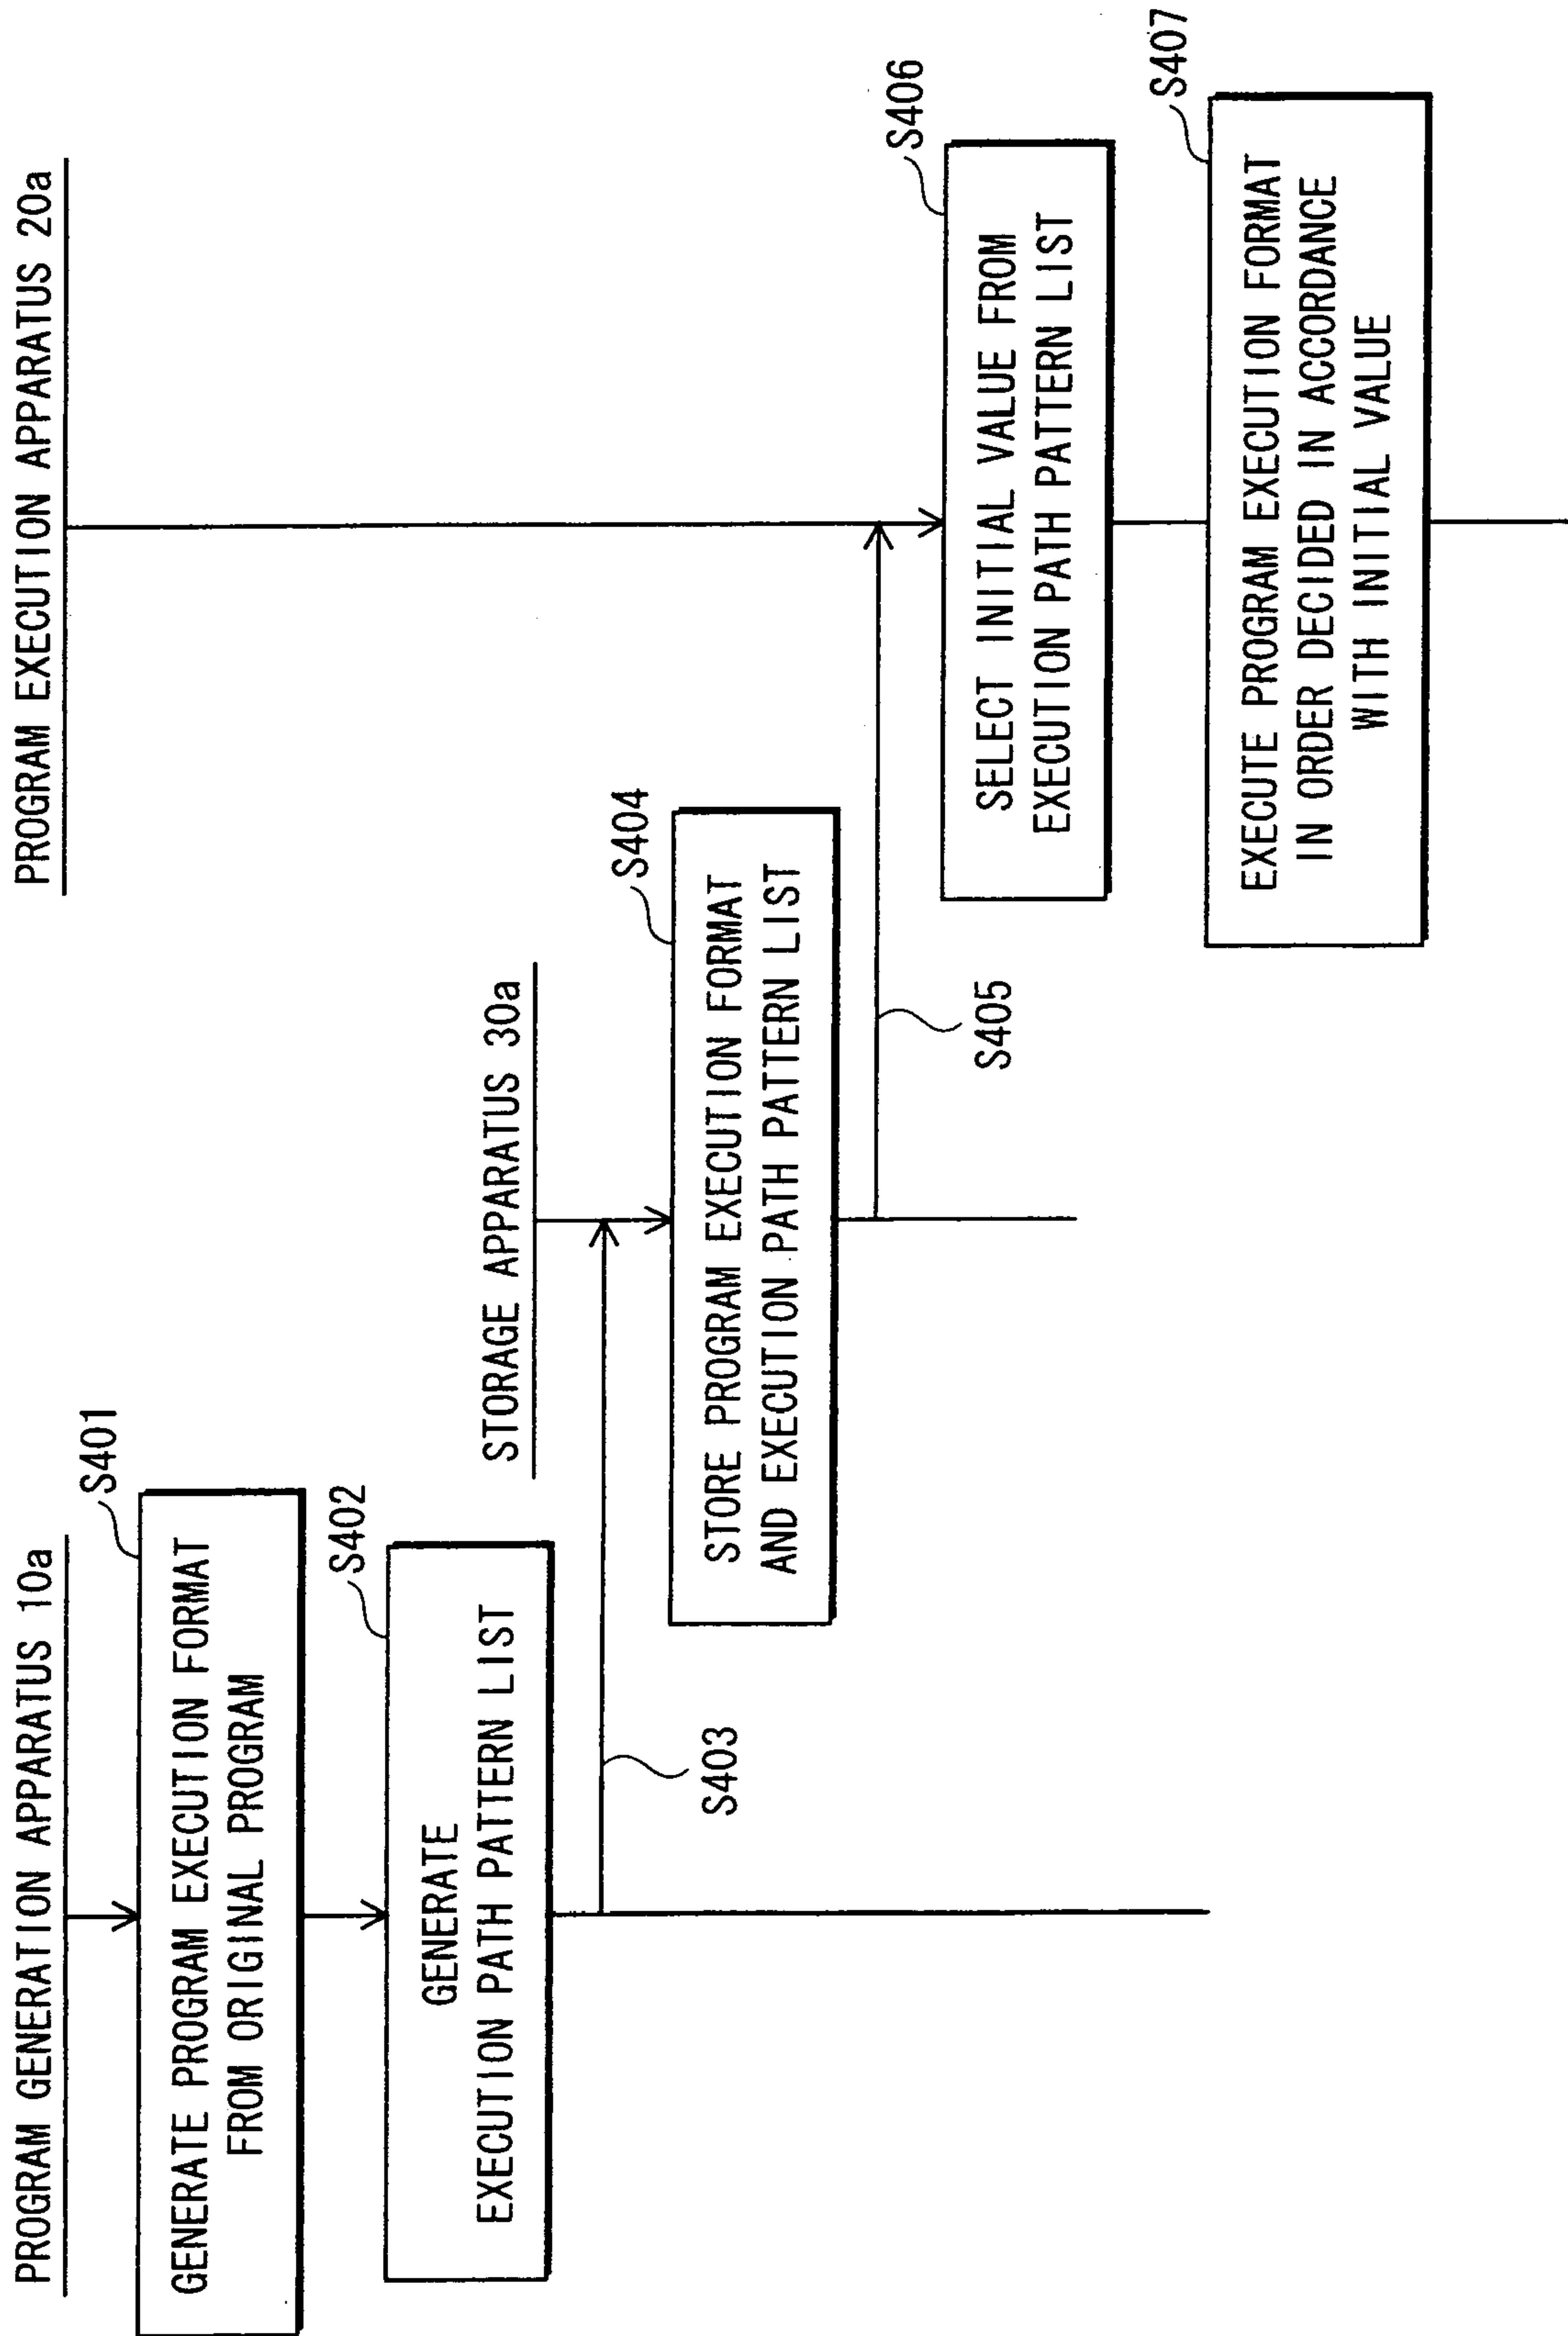 PROGRAM GENERATION APPARATUS 10a
S401
GENERATE PROGRAM EXECUTION FORMAT
FROM ORIGINAL PROGRAM
S402
GENERATE
EXECUTION PATH PATTERN LIST
S403
STORAGE APPARATUS 30a
S404
STORE PROGRAM EXECUTION FORMAT
AND EXECUTION PATH PATTERN LIST
S405
PROGRAM EXECUTION APPARATUS 20a
S406
SELECT INITIAL VALUE FROM
EXECUTION PATH PATTERN LIST
S407
EXECUTE PROGRAM EXECUTION FORMAT
IN ORDER DECIDED IN ACCORDANCE
WITH INITIAL VALUE